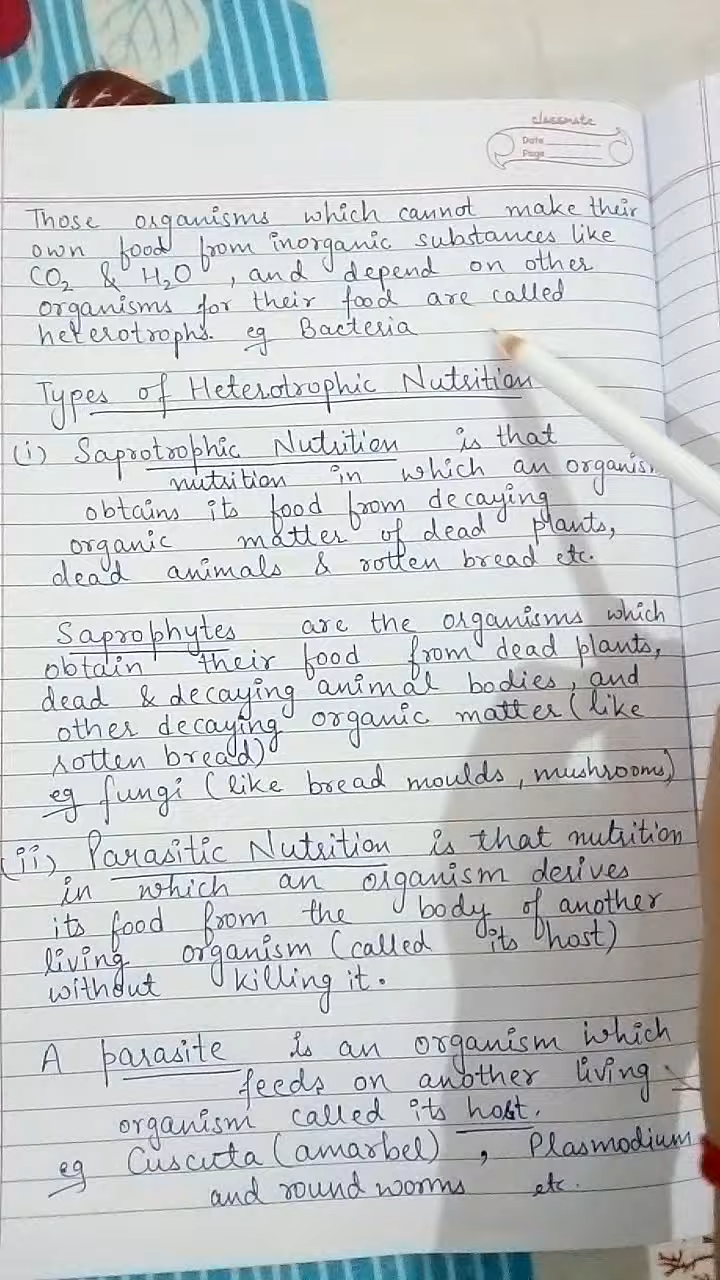 classmate
Date
Page
Those organisms which cannot make their
own food from inorganic substances like
CO2 & H2O , and depend on other
organisms for their food are called
heterotrophs. eg Bacteria
Types of Heterotrophic Nutrition
(i) Saprotrophic Nutrition is that
nutrition in which an organism
obtains its food from decaying
organic matter of dead plants,
dead animals & rotten bread etc.
Saprophytes are the organisms which
obtain their food from dead plants,
dead & decaying animal bodies, and
other decaying organic matter (like
rotten bread)
eg fungi (like bread moulds, mushrooms)
(ii) Parasitic Nutrition is that nutrition
in which an organism derives
its food from the body of another
living organism (called its host)
without killing it.
A parasite is an organism which
feeds on another living
organism called its host.
eg Cuscuta (amarbel) , Plasmodium
and round worms etc.